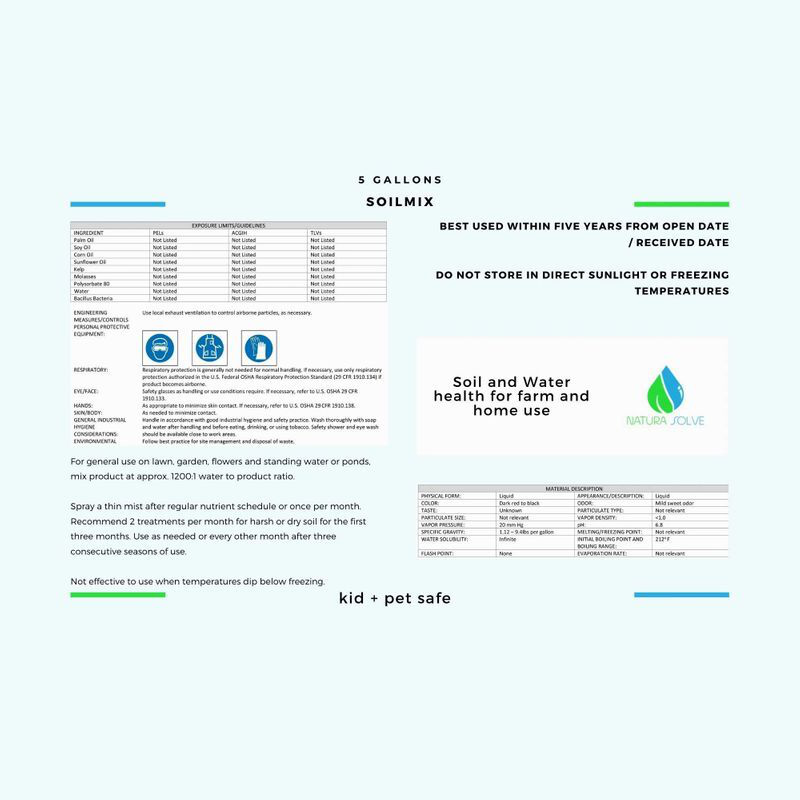 5 GALLONS
SOILMIX
EXPOSURE LIMITS/GUIDELINES
INGREDIENT PELs ACGIH TLVs
Palm Oil Not Listed Not Listed Not Listed
Soy Oil Not Listed Not Listed Not Listed
Corn Oil Not Listed Not Listed Not Listed
Sunflower Oil Not Listed Not Listed Not Listed
Kelp Not Listed Not Listed Not Listed
Molasses Not Listed Not Listed Not Listed
Polysorbate 80 Not Listed Not Listed Not Listed
Water Not Listed Not Listed Not Listed
Bacillus Bacteria Not Listed Not Listed Not Listed
ENGINEERING Use local exhaust ventilation to control airborne particles, as necessary.
MEASURES/CONTROLS
PERSONAL PROTECTIVE
EQUIPMENT:
RESPIRATORY: Respiratory protection is generally not needed for normal handling. If necessary, use only respiratory
protection authorized in the U.S. Federal OSHA Respiratory Protection Standard (29 CFR 1910.134) if
product becomes airborne.
EYE/FACE: Safety glasses as handling or use conditions require. If necessary, refer to U.S. OSHA 29 CFR
1910.133.
HANDS: As appropriate to minimize skin contact. If necessary, refer to U.S. OSHA 29 CFR 1910.138.
SKIN/BODY: As needed to minimize contact.
GENERAL INDUSTRIAL Handle in accordance with good industrial hygiene and safety practice. Wash thoroughly with soap
HYGIENE and water after handling and before eating, drinking, or using tobacco. Safety shower and eye wash
CONSIDERATIONS: should be available close to work areas.
ENVIRONMENTAL Follow best practice for site management and disposal of waste.
For general use on lawn, garden, flowers and standing water or ponds,
mix product at approx. 1200:1 water to product ratio.
Spray a thin mist after regular nutrient schedule or once per month.
Recommend 2 treatments per month for harsh or dry soil for the first
three months. Use as needed or every other month after three
consecutive seasons of use.
Not effective to use when temperatures dip below freezing.
BEST USED WITHIN FIVE YEARS FROM OPEN DATE
/ RECEIVED DATE
DO NOT STORE IN DIRECT SUNLIGHT OR FREEZING
TEMPERATURES
Soil and Water
health for farm and
home use
NATURA SOLVE
MATERIAL DESCRIPTION
PHYSICAL FORM: Liquid APPEARANCE/DESCRIPTION: Liquid
COLOR: Dark red to black ODOR: Mild sweet odor
TASTE: Unknown PARTICULATE TYPE: Not relevant
PARTICULATE SIZE: Not relevant VAPOR DENSITY: <1.0
VAPOR PRESSURE: 20 mm Hg pH: 6.8
SPECIFIC GRAVITY: 1.12 – 9.4lbs per gallon MELTING/FREEZING POINT: Not relevant
WATER SOLUBILITY: Infinite INITIAL BOILING POINT AND 212° F
BOILING RANGE:
FLASH POINT: None EVAPORATION RATE: Not relevant
kid + pet safe